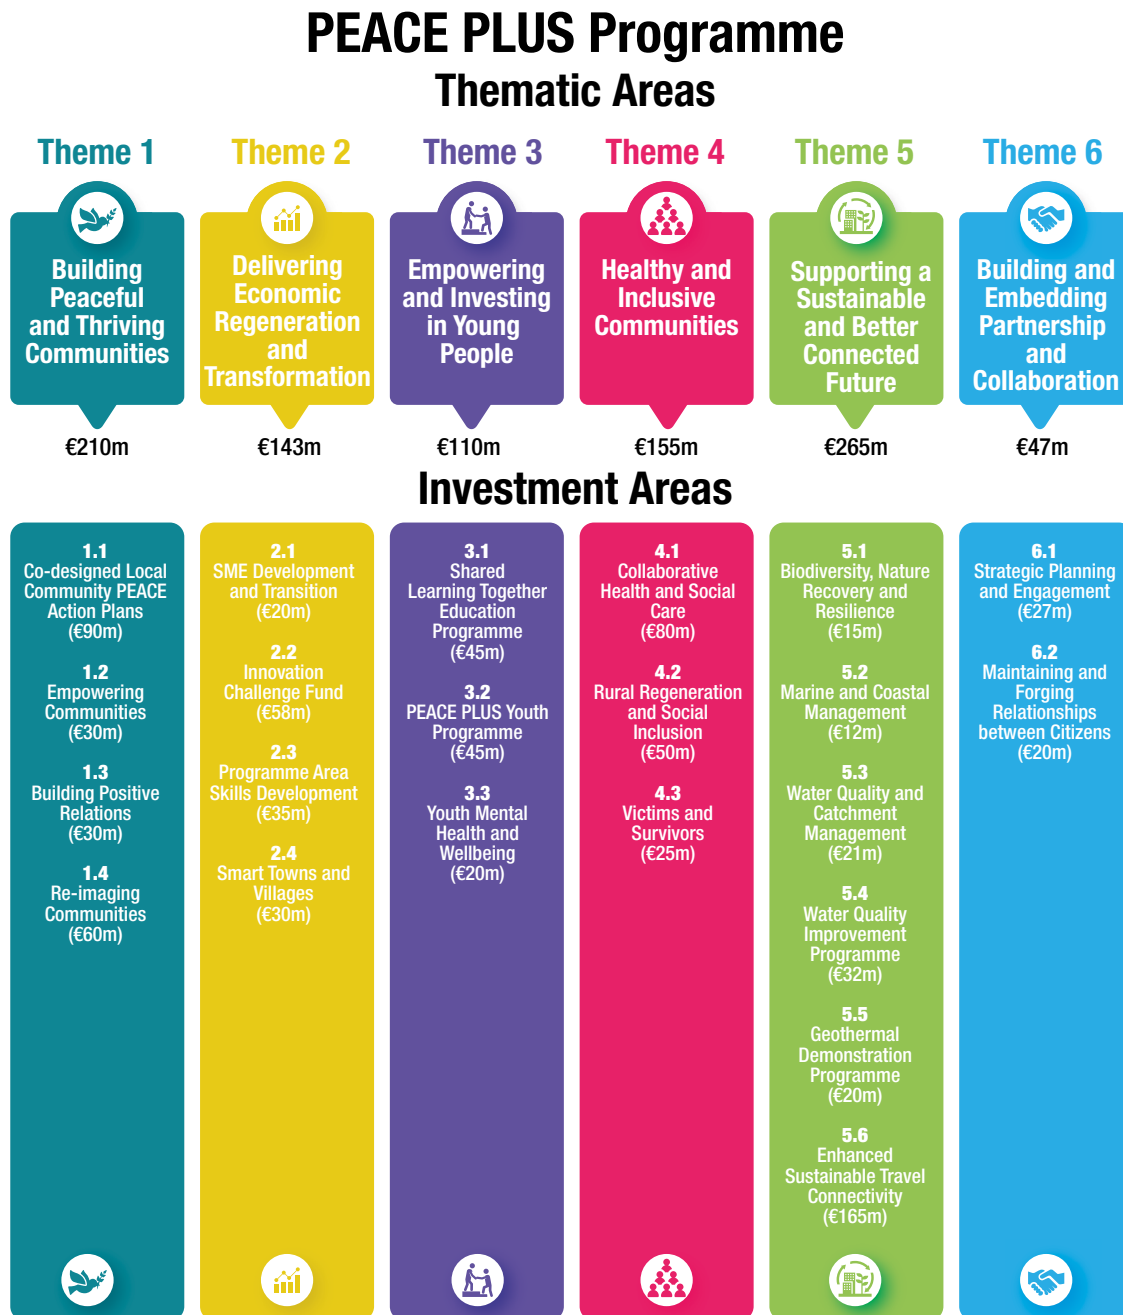 PEACE PLUS Programme
Thematic Areas
Theme 1
Building
Peaceful
and Thriving
Communities
€210m
Theme 2
Delivering
Economic
Regeneration
and
Transformation
€143m
Theme 3
Empowering
and Investing
in Young
People
€110m
Theme 4
Healthy and
Inclusive
Communities
€155m
Theme 5
Supporting a
Sustainable
and Better
Connected
Future
€265m
Theme 6
Building and
Embedding
Partnership
and
Collaboration
€47m
Investment Areas
1.1
Co-designed Local
Community PEACE
Action Plans
(€90m)
1.2
Empowering
Communities
(€30m)
1.3
Building Positive
Relations
(€30m)
1.4
Re-imaging
Communities
(€60m)
2.1
SME Development
and Transition
(€20m)
2.2
Innovation
Challenge Fund
(€58m)
2.3
Programme Area
Skills Development
(€35m)
2.4
Smart Towns and
Villages
(€30m)
3.1
Shared
Learning Together
Education
Programme
(€45m)
3.2
PEACE PLUS Youth
Programme
(€45m)
3.3
Youth Mental
Health and
Wellbeing
(€20m)
4.1
Collaborative
Health and Social
Care
(€80m)
4.2
Rural Regeneration
and Social
Inclusion
(€50m)
4.3
Victims and
Survivors
(€25m)
5.1
Biodiversity, Nature
Recovery and
Resilience
(€15m)
5.2
Marine and Coastal
Management
(€12m)
5.3
Water Quality and
Catchment
Management
(€21m)
5.4
Water Quality
Improvement
Programme
(€32m)
5.5
Geothermal
Demonstration
Programme
(€20m)
5.6
Enhanced
Sustainable Travel
Connectivity
(€165m)
6.1
Strategic Planning
and Engagement
(€27m)
6.2
Maintaining and
Forging
Relationships
between Citizens
(€20m)